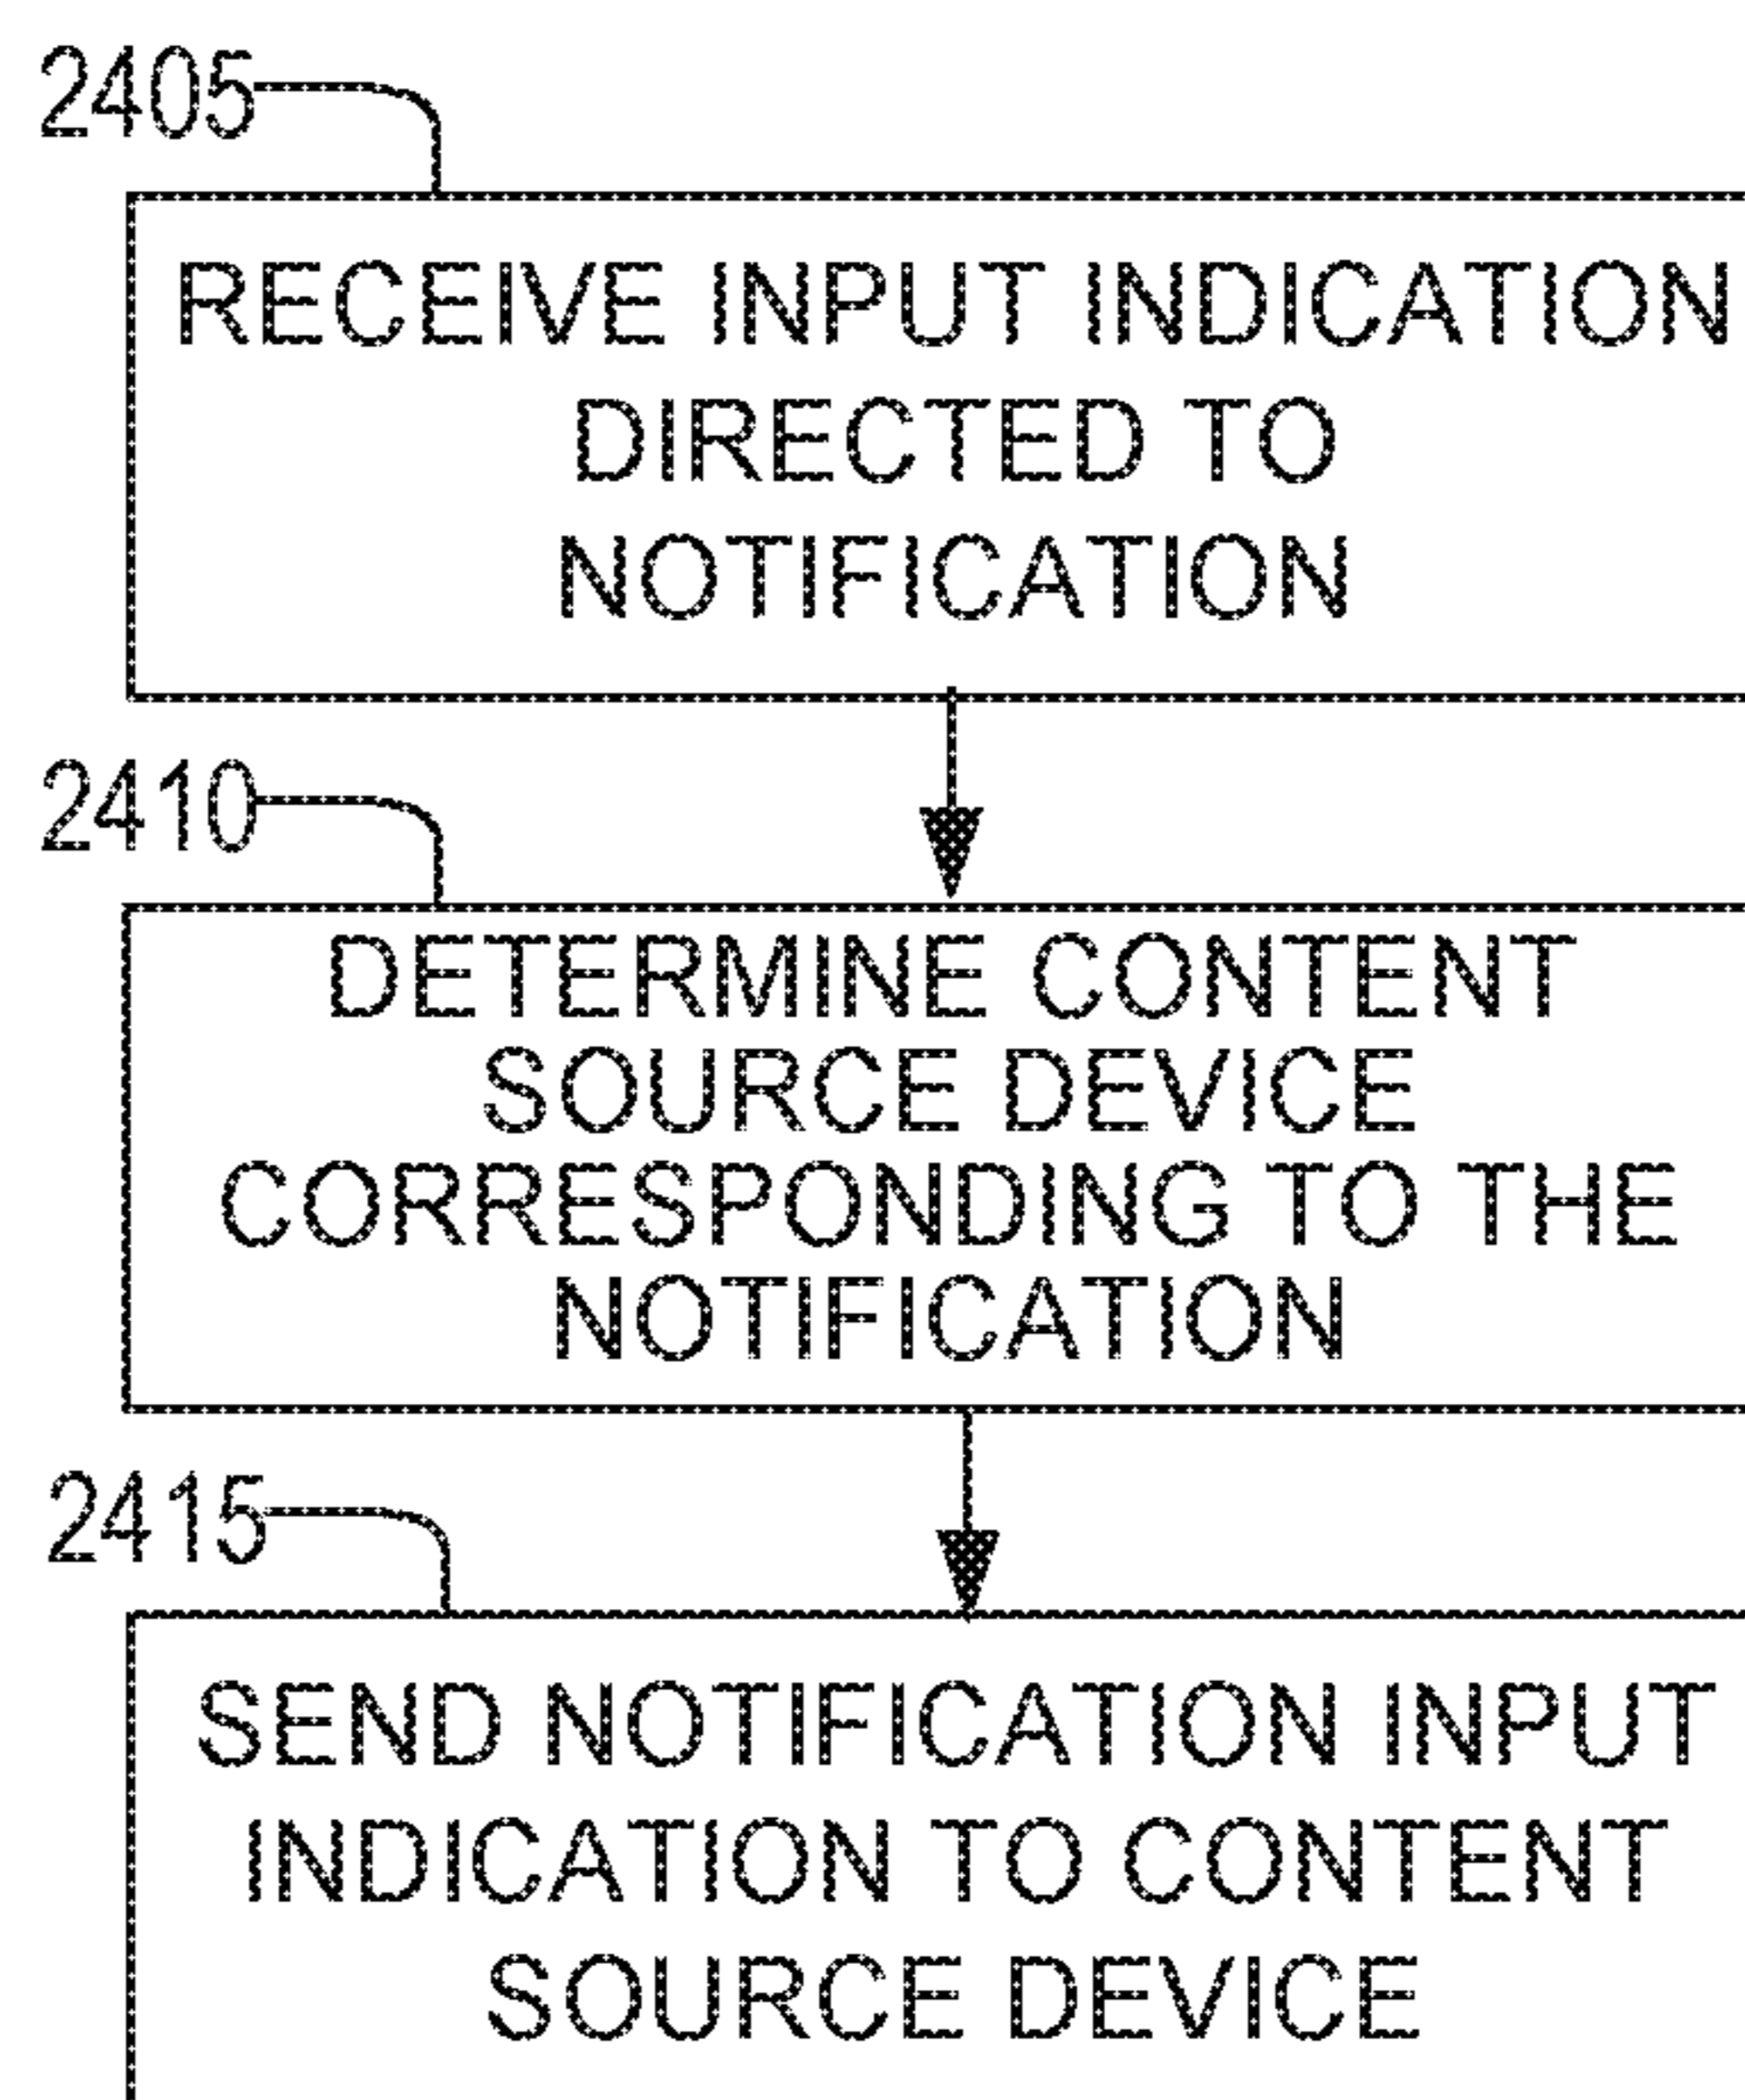 2405
RECEIVE INPUT INDICATION
DIRECTED TO
NOTIFICATION
2410
DETERMINE CONTENT
SOURCE DEVICE
CORRESPONDING TO THE
NOTIFICATION
2415
SEND NOTIFICATION INPUT
INDICATION TO CONTENT
SOURCE DEVICE